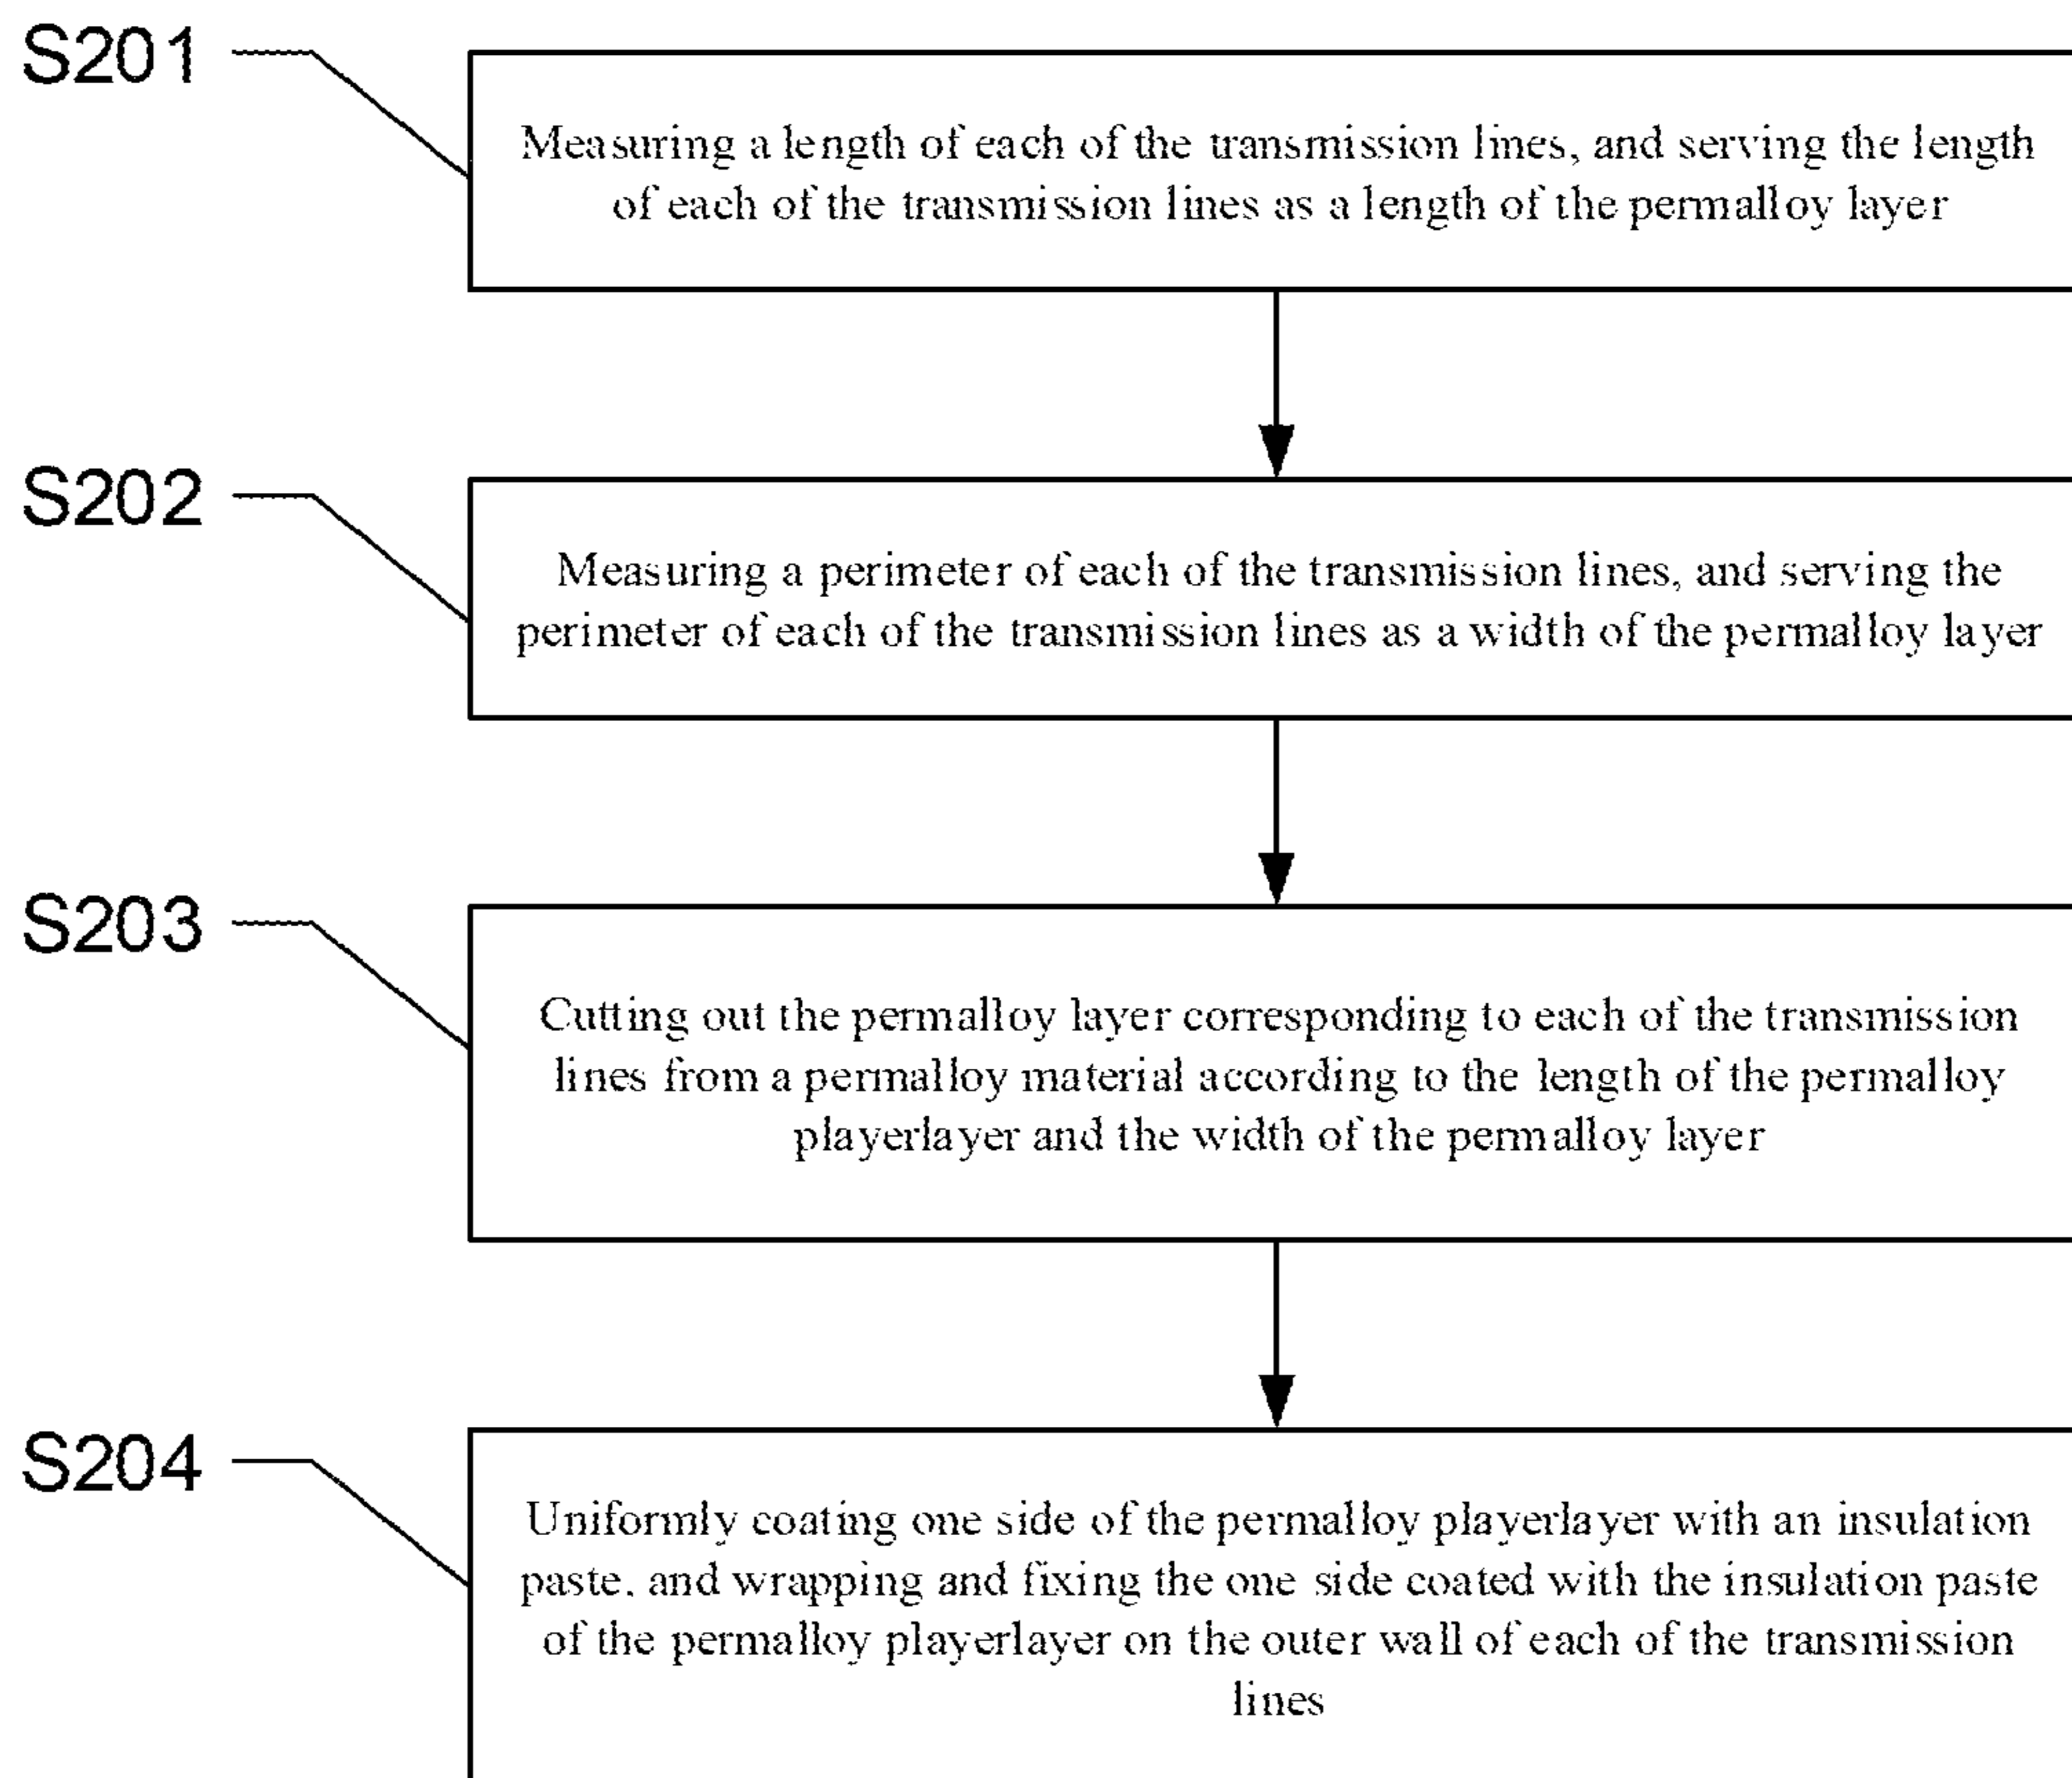 S201
Measuring a length of each of the transmission lines, and serving the length
of each of the transmission lines as a length of the permalloy layer
S202
Measuring a perimeter of each of the transmission lines, and serving the
perimeter of each of the transmission lines as a width of the permalloy layer
S203
Cutting out the permalloy layer corresponding to each of the transmission
lines from a permalloy material according to the length of the permalloy
playerlayer and the width of the permalloy layer
S204
Uniformly coating one side of the permalloy playerlayer with an insulation
paste, and wrapping and fixing the one side coated with the insulation paste
of the permalloy playerlayer on the outer wall of each of the transmission
lines